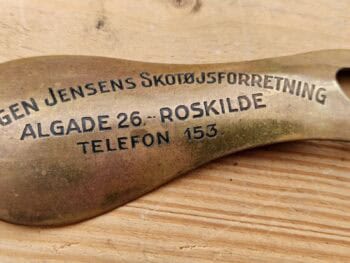 GEN JENSENS SKOTØJSFORRETNING
ALGADE 26.- ROSKILDE
TELEFON 153